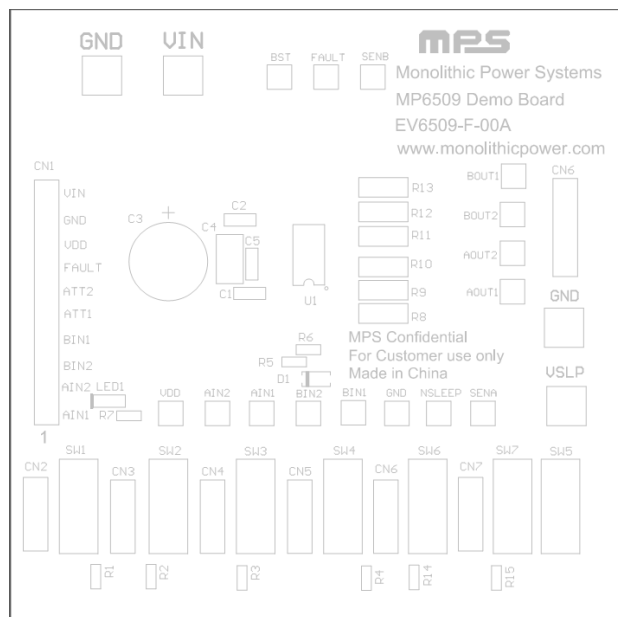 GND
VIN
BST
FAULT
SENB
MPS
Monolithic Power Systems
MP6509 Demo Board
EV6509-F-00A
www.monolithicpower.com
CN1
VIN
GND
VDD
FAULT
ATT2
ATT1
BIN1
BIN2
AIN2
AIN1
1
C3
+
C4
C2
C5
C1
U1
R13
R12
R11
R10
R9
R8
BOUT1
BOUT2
AOUT2
AOUT1
CN6
GND
VSLP
MPS Confidential
For Customer use only
Made in China
R6
R5
D1
LED1
R7
VDD
AIN2
AIN1
BIN2
BIN1
GND
NSLEEP
SENA
CN2
SW1
CN3
SW2
CN4
SW3
CN5
SW4
CN6
SW6
CN7
SW7
SW5
R1
R2
R3
R4
R14
R15